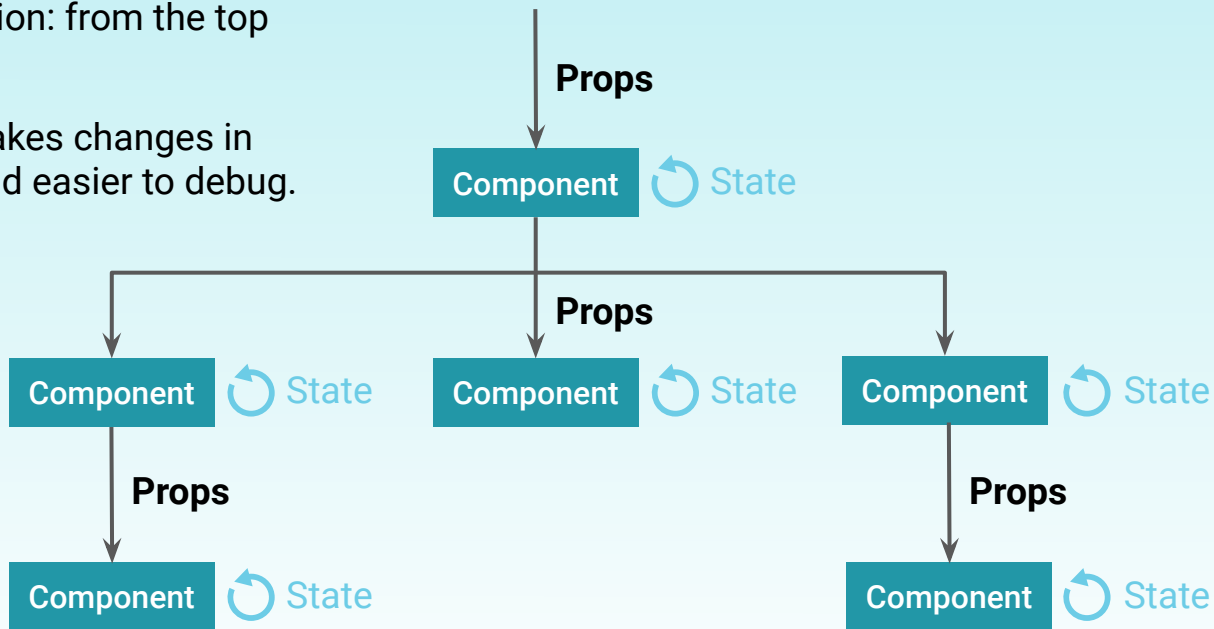 ion: from the top
akes changes in
d easier to debug.
Props
Component State
Props
Component State Component State Component State
Props Props
Component State Component State